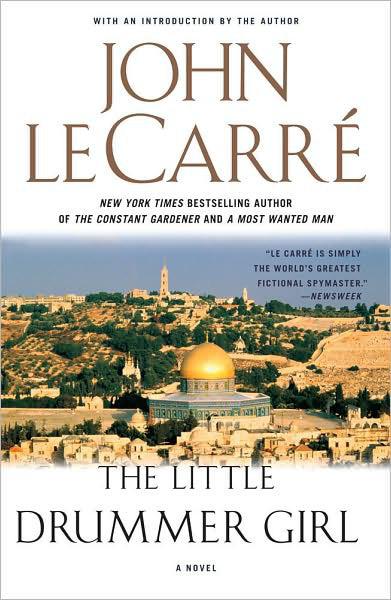 WITH AN INTRODUCTION BY THE AUTHOR
JOHN
LE CARRÉ
NEW YORK TIMES BESTSELLING AUTHOR
OF THE CONSTANT GARDENER AND A MOST WANTED MAN
"LE CARRÉ IS SIMPLY
THE WORLD'S GREATEST
FICTIONAL SPYMASTER."
—NEWSWEEK
THE LITTLE
DRUMMER GIRL
A NOVEL